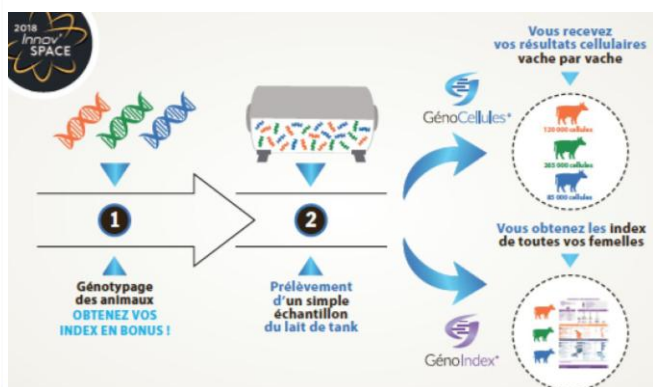 2018
Innov'
SPACE
1
Génotypage
des animaux
OBTENEZ VOS
INDEX EN BONUS !
2
Prélèvement
d'un simple
échantillon
du lait de tank
GénoCellules+
Vous recevez
vos résultats cellulaires
vache par vache
120 000 cellules
cellules
85 000 cellules
GénoIndex+
Vous obtenez les index
de toutes vos femelles